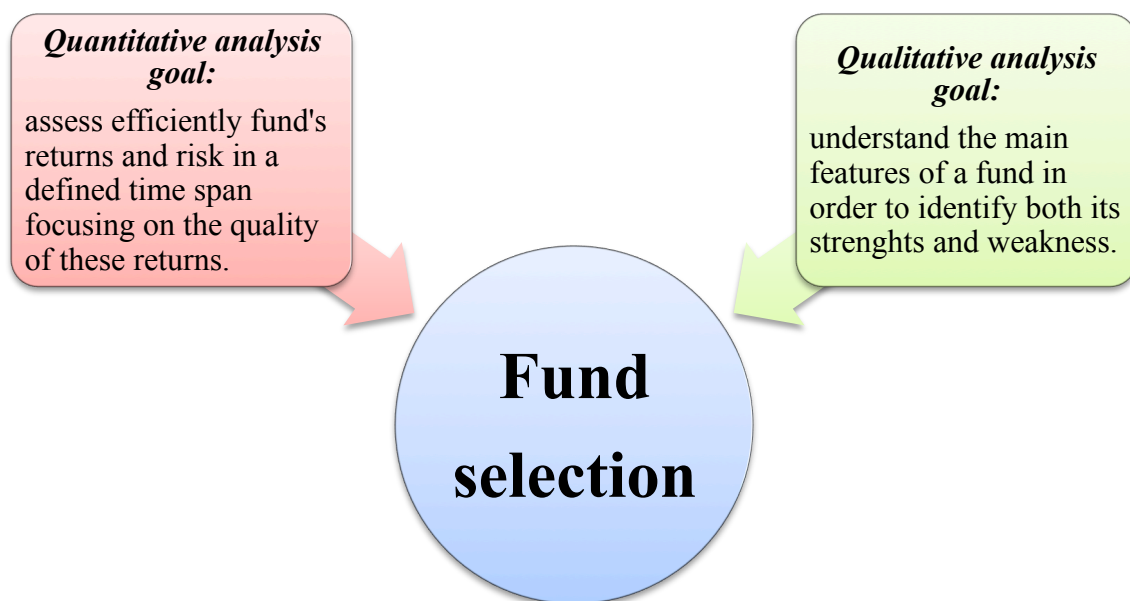 Quantitative analysis
goal:
assess efficiently fund's
returns and risk in a
defined time span
focusing on the quality
of these returns.
Qualitative analysis
goal:
understand the main
features of a fund in
order to identify both its
strenghts and weakness.
Fund
selection